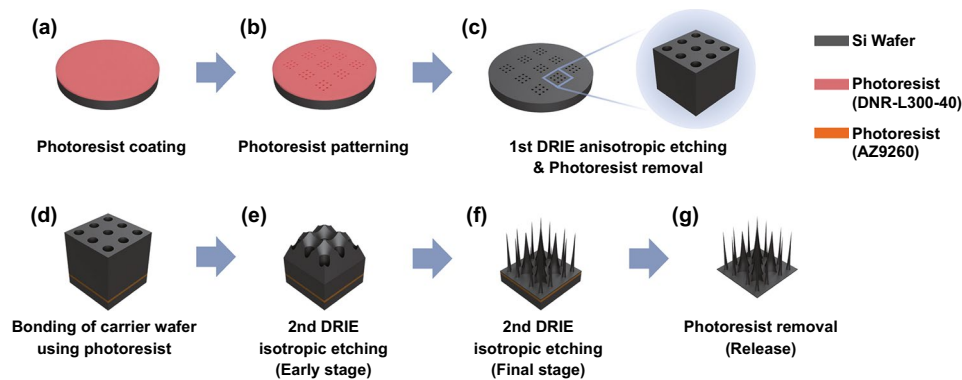 (a)
(b)
(c)
Si Wafer
Photoresist
(DNR-L300-40)
Photoresist
(AZ9260)
Photoresist coating
Photoresist patterning
1st DRIE anisotropic etching
& Photoresist removal
(d)
(e)
(f)
(g)
Bonding of carrier wafer
using photoresist
2nd DRIE
isotropic etching
(Early stage)
2nd DRIE
isotropic etching
(Final stage)
Photoresist removal
(Release)